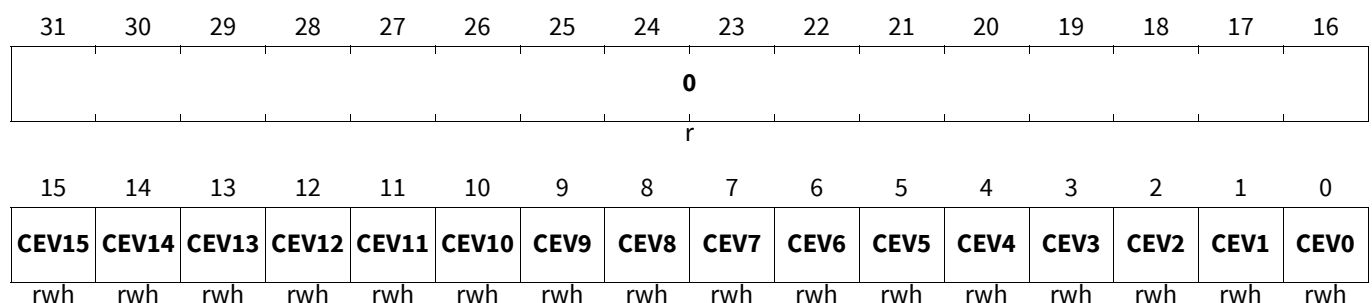 31 30 29 28 27 26 25 24 23 22 21 20 19 18 17 16
0
r
15 14 13 12 11 10 9 8 7 6 5 4 3 2 1 0
CEV15 CEV14 CEV13 CEV12 CEV11 CEV10 CEV9 CEV8 CEV7 CEV6 CEV5 CEV4 CEV3 CEV2 CEV1 CEV0
rwh rwh rwh rwh rwh rwh rwh rwh rwh rwh rwh rwh rwh rwh rwh rwh